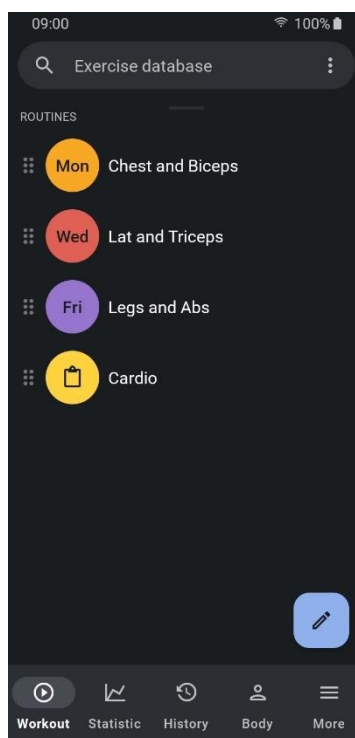 09:00 100%
Exercise database
ROUTINES
Mon Chest and Biceps
Wed Lat and Triceps
Fri Legs and Abs
Cardio
Workout Statistic History Body More